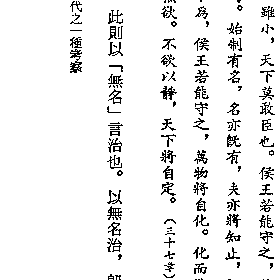 雖小,天下莫敢臣也。侯王若能守之,
。始制有名,名亦既有,夫亦將知止,
為,侯王若能守之,萬物將自化。化而
欲。不欲以靜,天下將自定。(三十七章)
此則以「無名」言治也。以無名治,
代之一種考察